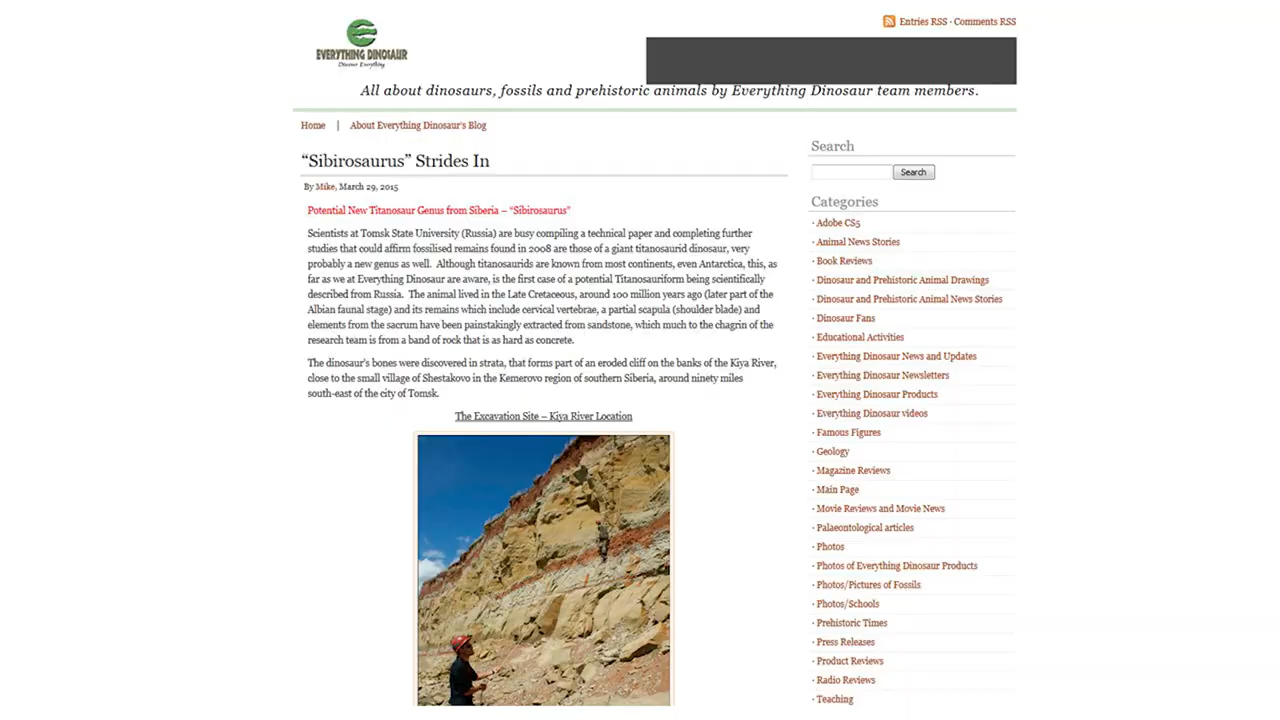 Entries RSS · Comments RSS
EVERYTHING DINOSAUR
Discover Everything
All about dinosaurs, fossils and prehistoric animals by Everything Dinosaur team members.
Home | About Everything Dinosaur's Blog
“Sibirosaurus” Strides In
By Mike, March 29, 2015
Potential New Titanosaur Genus from Siberia – “Sibirosaurus”
Scientists at Tomsk State University (Russia) are busy compiling a technical paper and completing further
studies that could affirm fossilised remains found in 2008 are those of a giant titanosaurid dinosaur, very
probably a new genus as well. Although titanosaurids are known from most continents, even Antarctica, this, as
far as we at Everything Dinosaur are aware, is the first case of a potential Titanosauriform being scientifically
described from Russia. The animal lived in the Late Cretaceous, around 100 million years ago (later part of the
Albian faunal stage) and its remains which include cervical vertebrae, a partial scapula (shoulder blade) and
elements from the sacrum have been painstakingly extracted from sandstone, which much to the chagrin of the
research team is from a band of rock that is as hard as concrete.
The dinosaur's bones were discovered in strata, that forms part of an eroded cliff on the banks of the Kiya River,
close to the small village of Shestakovo in the Kemerovo region of southern Siberia, around ninety miles
south-east of the city of Tomsk.
The Excavation Site – Kiya River Location
Search
Search
Categories
· Adobe CS5
· Animal News Stories
· Book Reviews
· Dinosaur and Prehistoric Animal Drawings
· Dinosaur and Prehistoric Animal News Stories
· Dinosaur Fans
· Educational Activities
· Everything Dinosaur News and Updates
· Everything Dinosaur Newsletters
· Everything Dinosaur Products
· Everything Dinosaur videos
· Famous Figures
· Geology
· Magazine Reviews
· Main Page
· Movie Reviews and Movie News
· Palaeontological articles
· Photos
· Photos of Everything Dinosaur Products
· Photos/Pictures of Fossils
· Photos/Schools
· Prehistoric Times
· Press Releases
· Product Reviews
· Radio Reviews
· Teaching